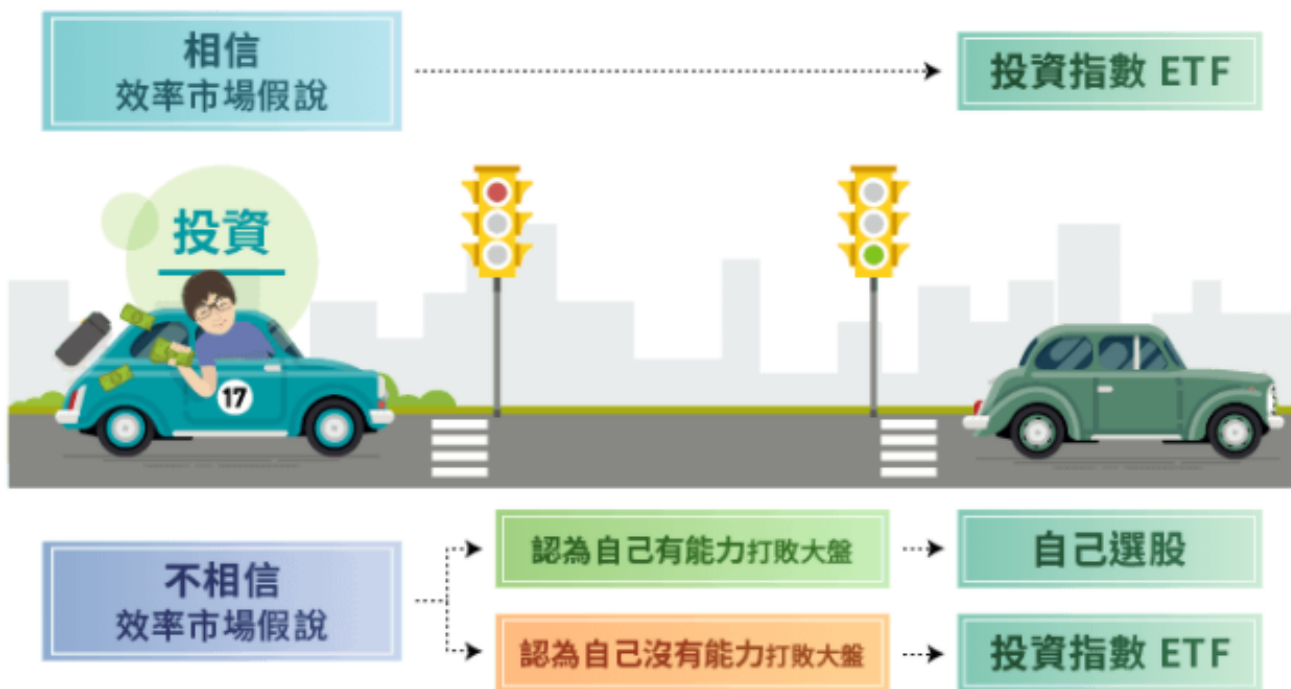 相信
效率市場假說
投資指數 ETF
投資
17
不相信
效率市場假說
認為自己有能力打敗大盤
自己選股
認為自己沒有能力打敗大盤
投資指數 ETF